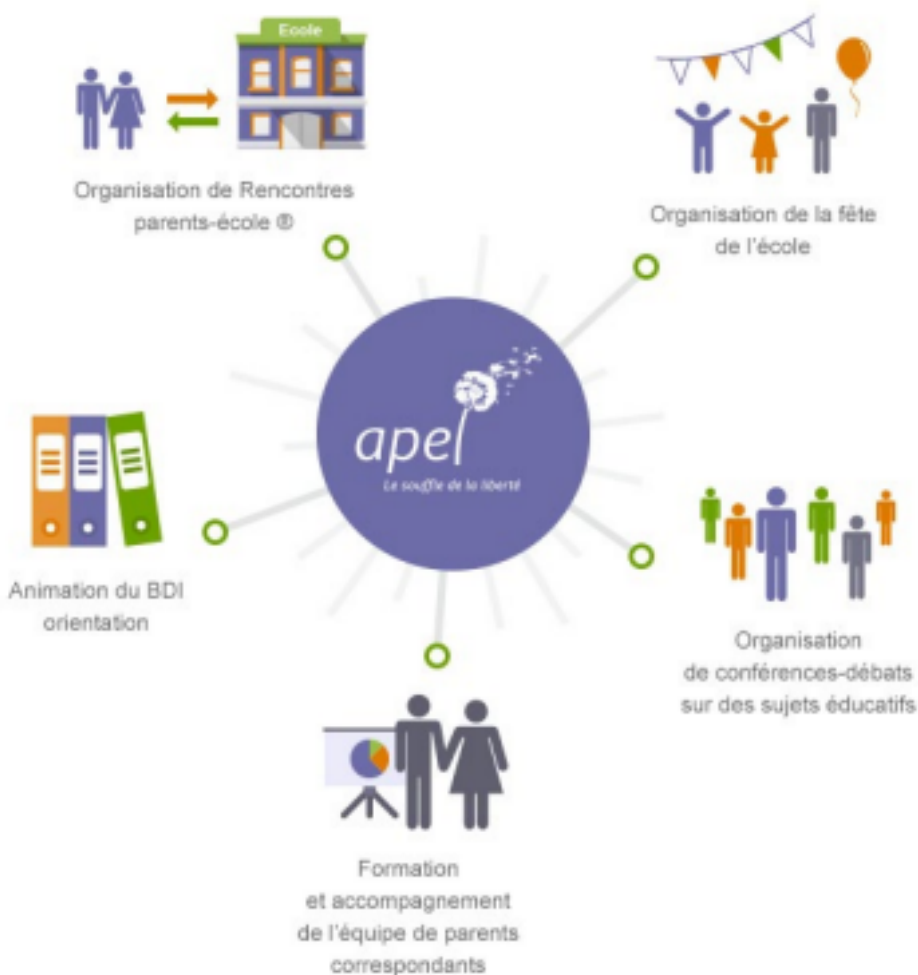 Ecole
Organisation de Rencontres
parents-école ®
Organisation de la fête
de l'école
apel
Le souffle de la liberté
Animation du BDI
orientation
Organisation
de conférences-débats
sur des sujets éducatifs
Formation
et accompagnement
de l'équipe de parents
correspondants